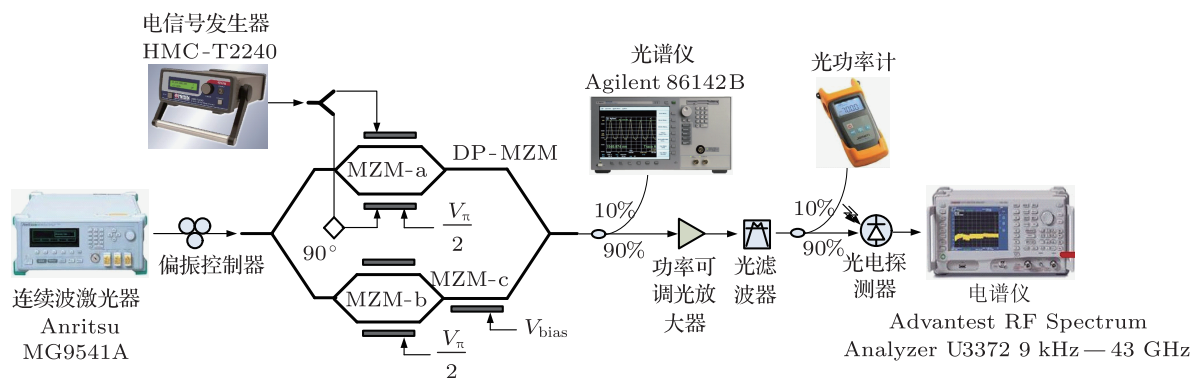 电信号发生器
HMC-T2240
光谱仪
Agilent 86142B
光功率计
MZM-a
DP-MZM
10%
90%
10%
90%
90°
Vπ
2
偏振控制器
MZM-c
MZM-b
Vbias
Vπ
2
功率可
调光放
大器
光滤
波器
光电探
测器
连续波激光器
Anritsu
MG9541A
电谱仪
Advantest RF Spectrum
Analyzer U3372 9 kHz — 43 GHz